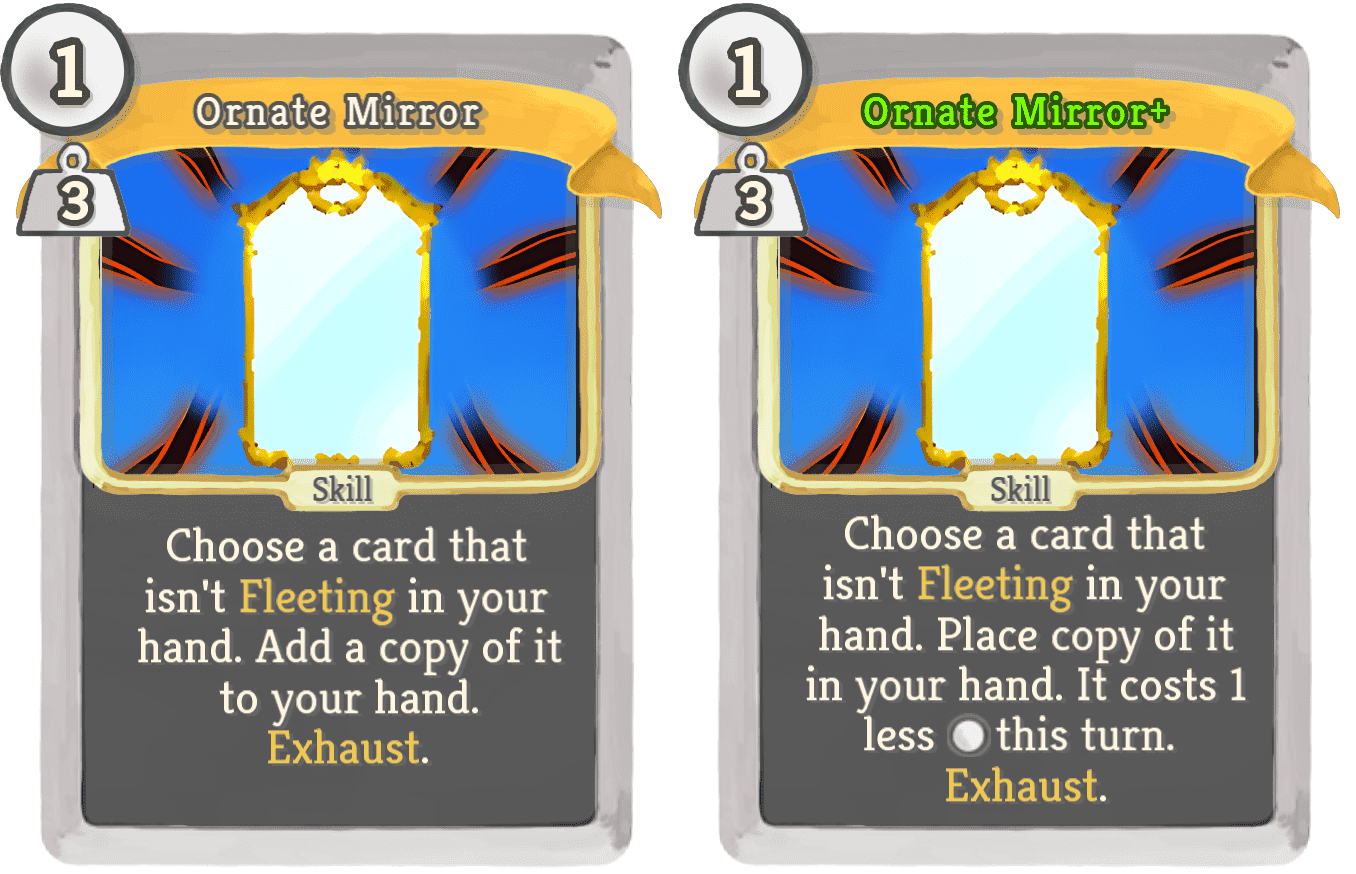 1
Ornate Mirror
3
Skill
Choose a card that
isn't Fleeting in your
hand. Add a copy of it
to your hand.
Exhaust.
1
Ornate Mirror+
3
Skill
Choose a card that
isn't Fleeting in your
hand. Place copy of it
in your hand. It costs 1
less this turn.
Exhaust.